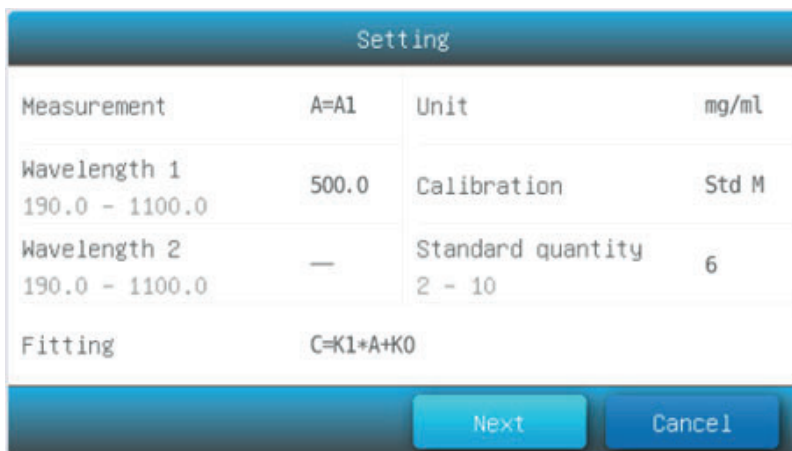 Setting
Measurement A=A1 Unit mg/ml
Wavelength 1 500.0 Calibration Std M
190.0 - 1100.0
Wavelength 2 — Standard quantity 6
190.0 - 1100.0 2 - 10
Fitting C=K1*A+K0
Next Cancel